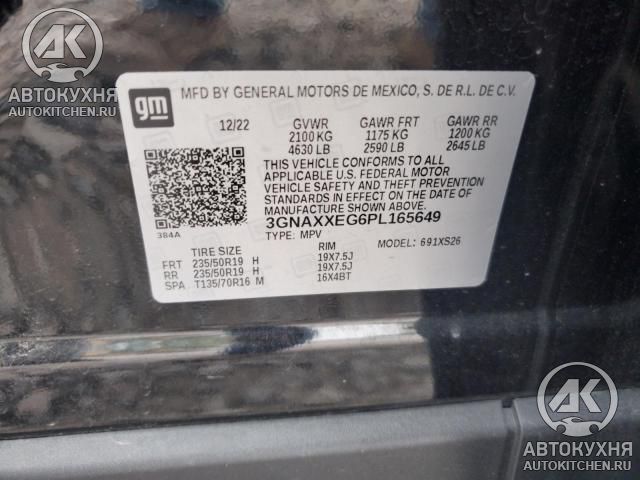 AK
АВТОКУХНЯ
AUTOKITCHEN.RU
gm
MFD BY GENERAL MOTORS DE MEXICO, S. DE R.L. DE C.V.
12/22 GVWR GAWR FRT GAWR RR
2100 KG 1175 KG 1200 KG
4630 LB 2590 LB 2645 LB
THIS VEHICLE CONFORMS TO ALL
APPLICABLE U.S. FEDERAL MOTOR
VEHICLE SAFETY AND THEFT PREVENTION
STANDARDS IN EFFECT ON THE DATE OF
MANUFACTURE SHOWN ABOVE.
3GNAXXEG6PL165649
384A
TYPE: MPV MODEL: 691XS26
TIRE SIZE RIM
FRT 235/50R19 H 19X7.5J
RR 235/50R19 H 19X7.5J
SPA T135/70R16 M 16X4BT
AK
АВТОКУХНЯ
AUTOKITCHEN.RU